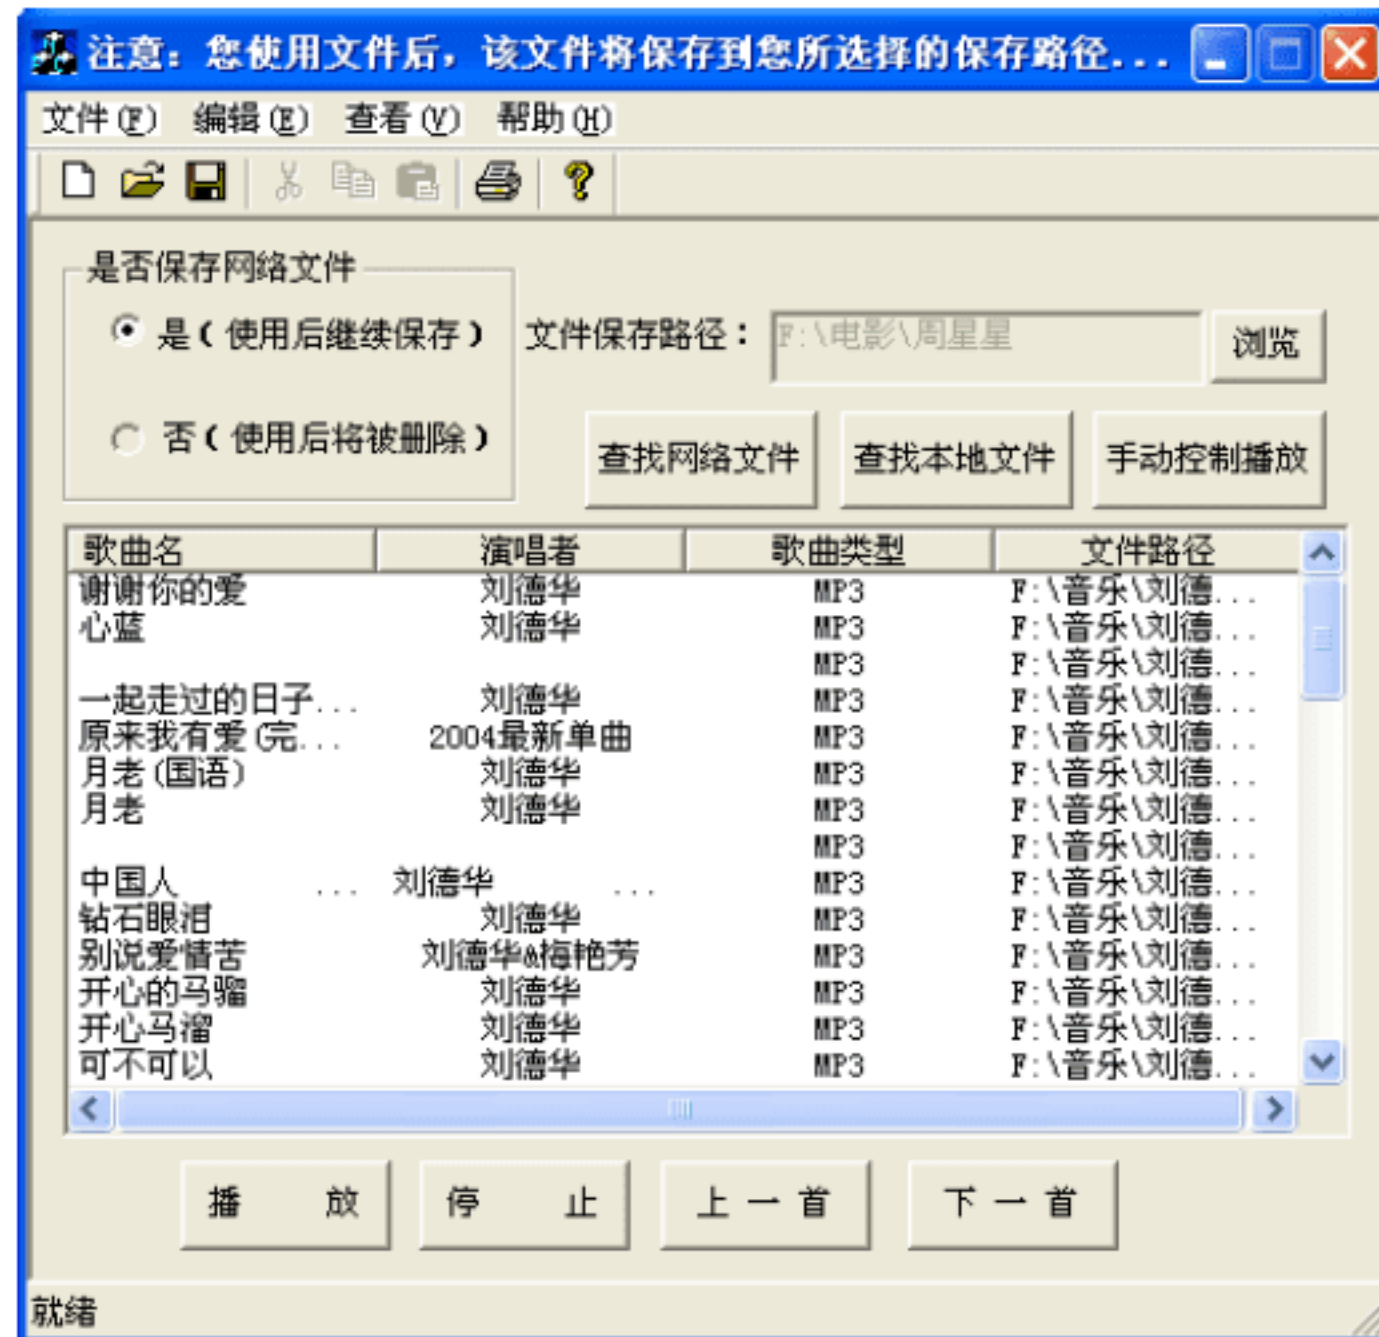 注意：您使用文件后，该文件将保存到您所选择的保存路径...
文件(F) 编辑(E) 查看(V) 帮助(H)
是否保存网络文件
是(使用后继续保存) 文件保存路径： F:\电影\周星星 浏览
否(使用后将被删除) 查找网络文件 查找本地文件 手动控制播放
歌曲名 演唱者 歌曲类型 文件路径
谢谢你的爱 刘德华 MP3 F:\音乐\刘德...
心蓝 刘德华 MP3 F:\音乐\刘德...
MP3 F:\音乐\刘德...
一起走过的日子... 刘德华 MP3 F:\音乐\刘德...
原来我有爱(完... 2004最新单曲 MP3 F:\音乐\刘德...
月老(国语) 刘德华 MP3 F:\音乐\刘德...
月老 刘德华 MP3 F:\音乐\刘德...
MP3 F:\音乐\刘德...
中国人 ... 刘德华 ... MP3 F:\音乐\刘德...
钻石眼泪 刘德华 MP3 F:\音乐\刘德...
别说爱情苦 刘德华&梅艳芳 MP3 F:\音乐\刘德...
开心的马骝 刘德华 MP3 F:\音乐\刘德...
开心马溜 刘德华 MP3 F:\音乐\刘德...
可不可以 刘德华 MP3 F:\音乐\刘德...
播 放 停 止 上一首 下一首
就绪